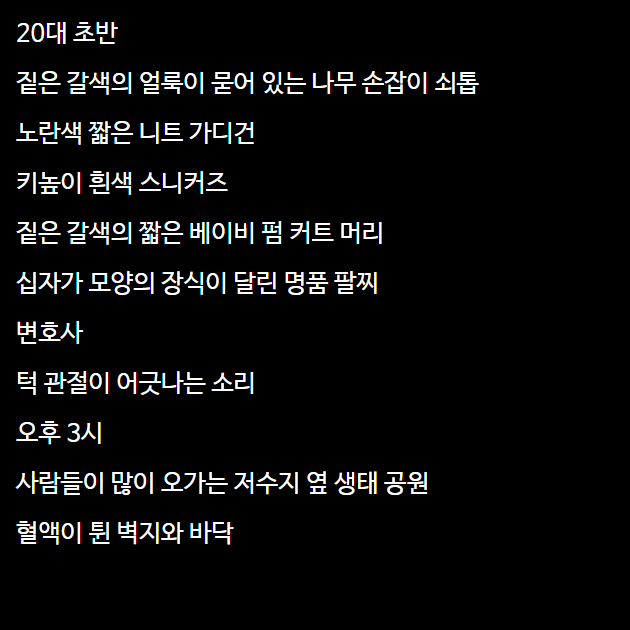 20대 초반
짙은 갈색의 얼룩이 묻어 있는 나무 손잡이 쇠톱
노란색 짧은 니트 가디건
키높이 흰색 스니커즈
짙은 갈색의 짧은 베이비 펌 커트 머리
십자가 모양의 장식이 달린 명품 팔찌
변호사
턱 관절이 어긋나는 소리
오후 3시
사람들이 많이 오가는 저수지 옆 생태 공원
혈액이 튄 벽지와 바닥